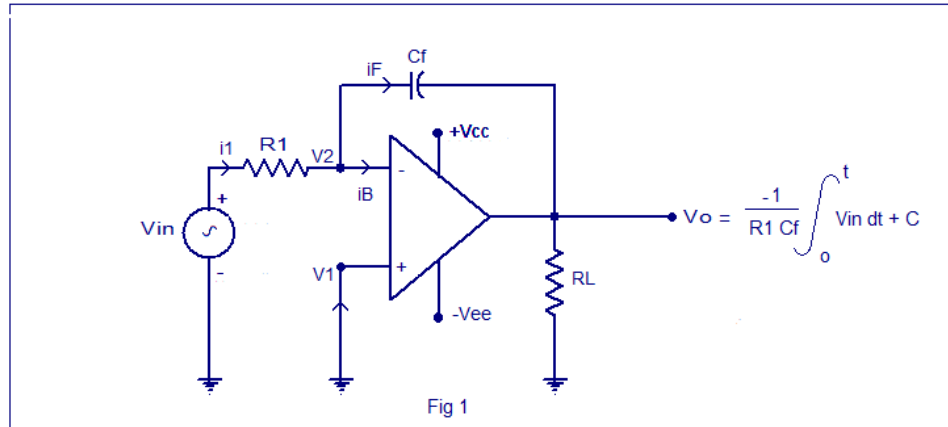 iF
Cf
+Vcc
i1
R1
V2
-
iB
+
Vin
-
V1
+
-Vee
RL
Vo = -1 / R1 Cf ∫ o t Vin dt + C
Fig 1